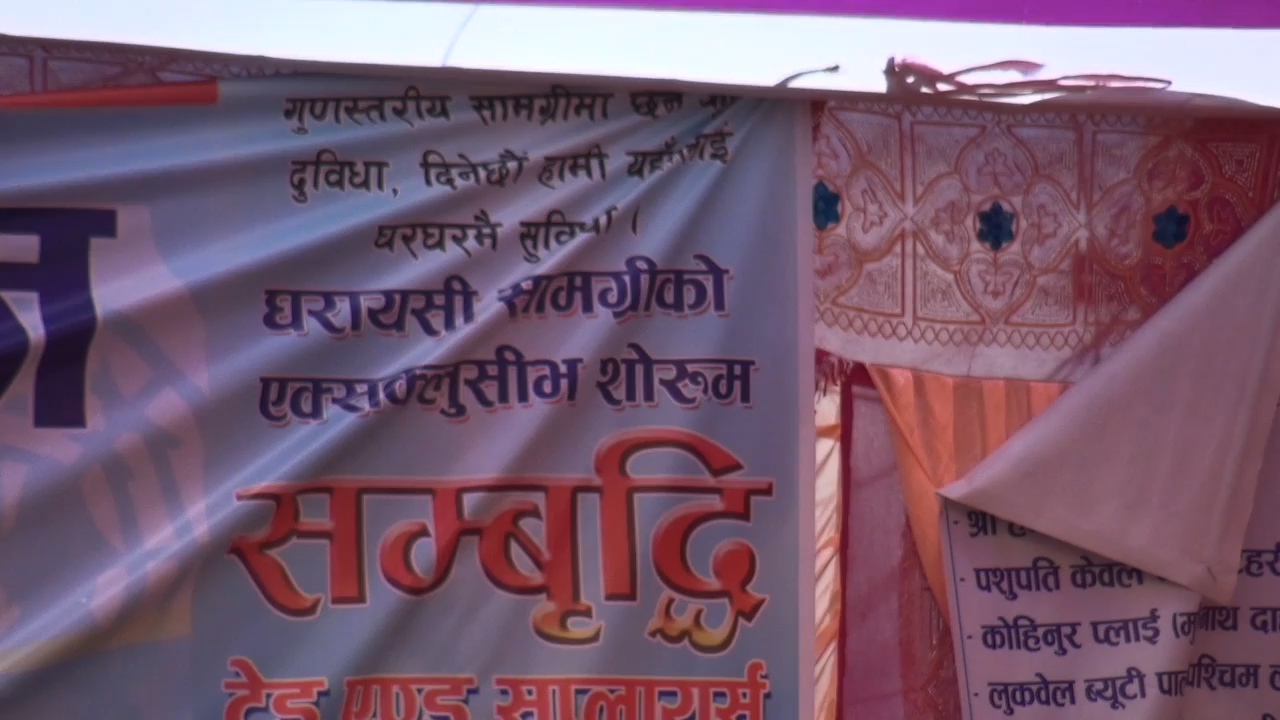 गुणस्तरीय सामग्रीमा छैन
दुविधा, दिनेछौं हामी यहाँलाई
घरघरमै सुविधा ।
घरायसी सामग्रीको
एक्सक्लुसीभ शोरूम
सम्बृद्धि
ट्रेड एण्ड सप्लायर्स
· श्री
· पशुपति केवल
· कोहिनुर प्लाई
· लुकवेल ब्यूटी